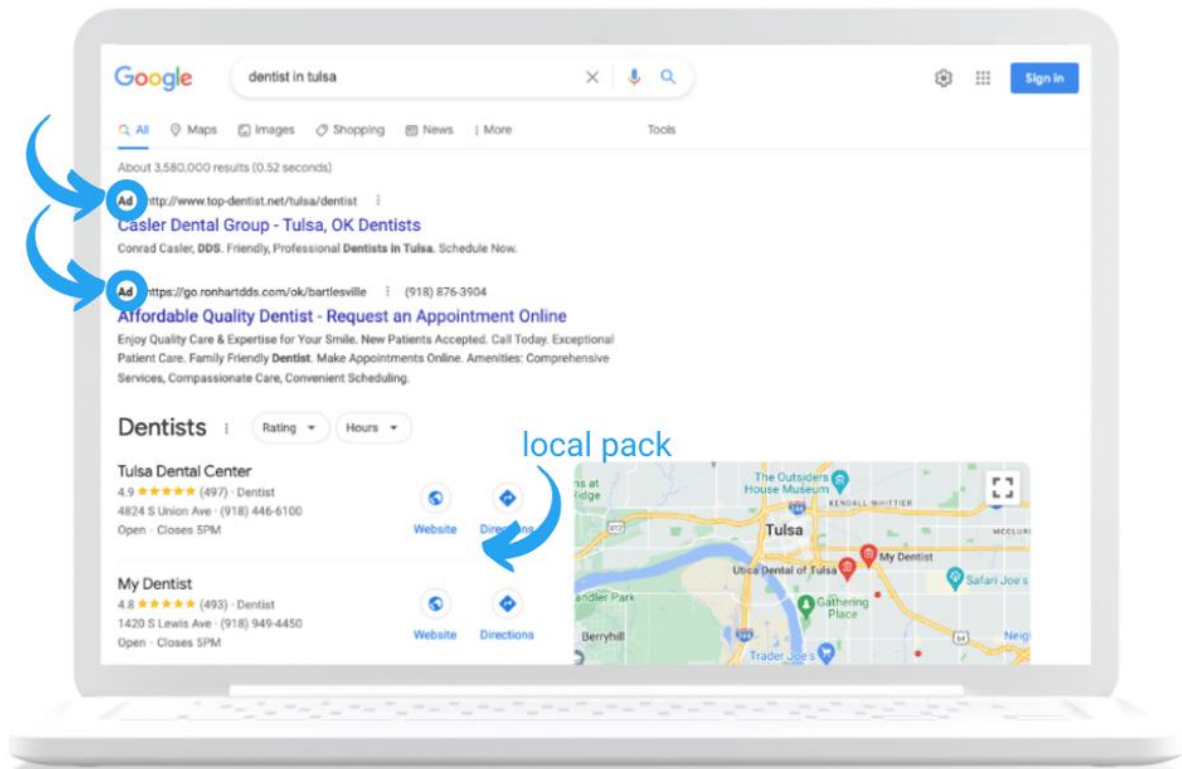 Google
dentist in tulsa
Sign in
All Maps Images Shopping News More Tools
About 3,580,000 results (0.52 seconds)
Ad http://www.top-dentist.net/tulsa/dentist
Casler Dental Group - Tulsa, OK Dentists
Conrad Casler, DDS. Friendly, Professional Dentists in Tulsa. Schedule Now.
Ad https://go.ronhartdds.com/ok/bartlesville (918) 876-3904
Affordable Quality Dentist - Request an Appointment Online
Enjoy Quality Care & Expertise for Your Smile. New Patients Accepted. Call Today. Exceptional
Patient Care. Family Friendly Dentist. Make Appointments Online. Amenities: Comprehensive
Services, Compassionate Care, Convenient Scheduling.
Dentists Rating Hours
local pack
Tulsa Dental Center
4.9 (497) · Dentist
4824 S Union Ave · (918) 446-6100
Open · Closes 5PM
Website Directions
My Dentist
4.8 (493) · Dentist
1420 S Lewis Ave · (918) 949-4450
Open · Closes 5PM
Website Directions
The Outsiders
House Museum
KENDALL-WHITTIER
412
244
Tulsa
My Dentist
Utica Dental of Tulsa
Safari Joe's
Gathering
Place
Berryhill
64
Trader Joe's